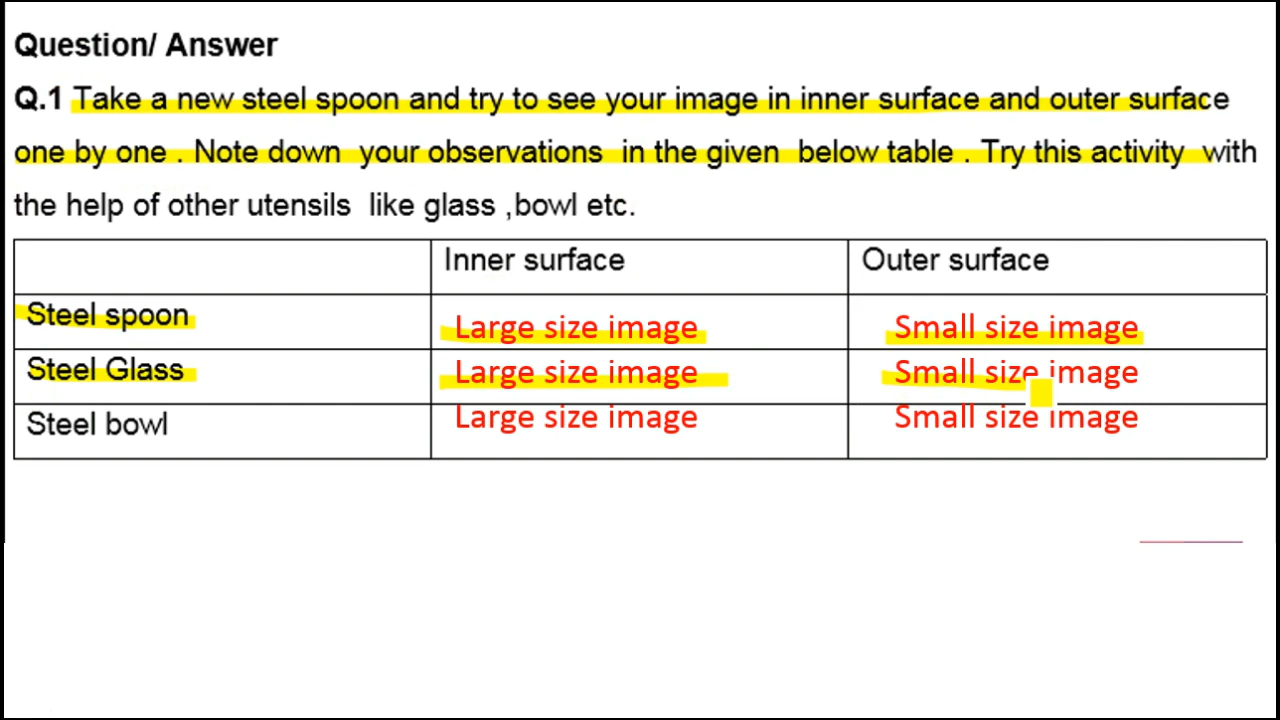 Question/ Answer
Q.1 Take a new steel spoon and try to see your image in inner surface and outer surface
one by one . Note down your observations in the given below table . Try this activity with
the help of other utensils like glass ,bowl etc.
Inner surface Outer surface
Steel spoon Large size image Small size image
Steel Glass Large size image Small size image
Steel bowl Large size image Small size image